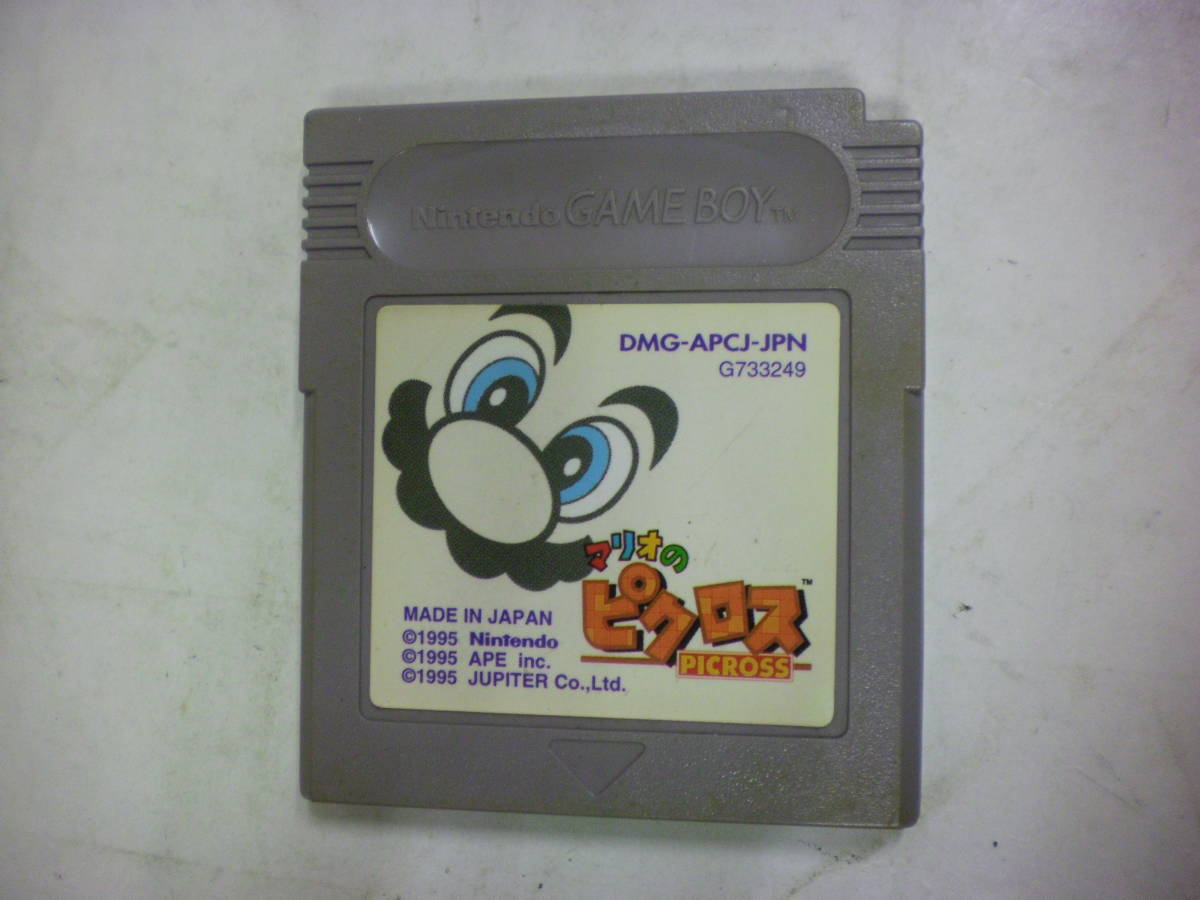 Nintendo GAME BOY™
DMG-APCJ-JPN
G733249
マリオの
ピクロス™
PICROSS
MADE IN JAPAN
©1995 Nintendo
©1995 APE inc.
©1995 JUPITER Co.,Ltd.